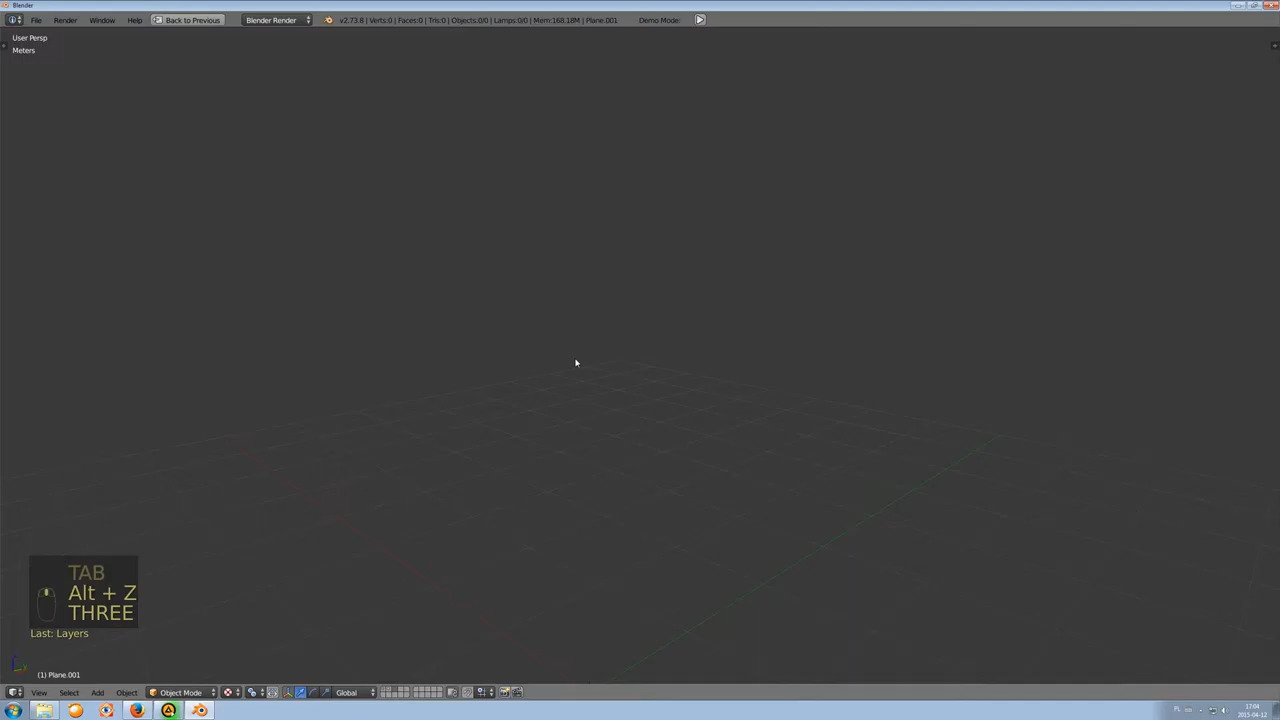 Blender
File Render Window Help Back to Previous Blender Render v2.73.8 | Verts:0 | Faces:0 | Tris:0 | Objects:0/0 | Lamps:0/0 | Mem:168.18M | Plane.001 Demo Mode:
User Persp
Meters
TAB
Alt + Z
THREE
Last: Layers
(1) Plane.001
View Select Add Object Object Mode Global
PL 17:04
2015-04-12